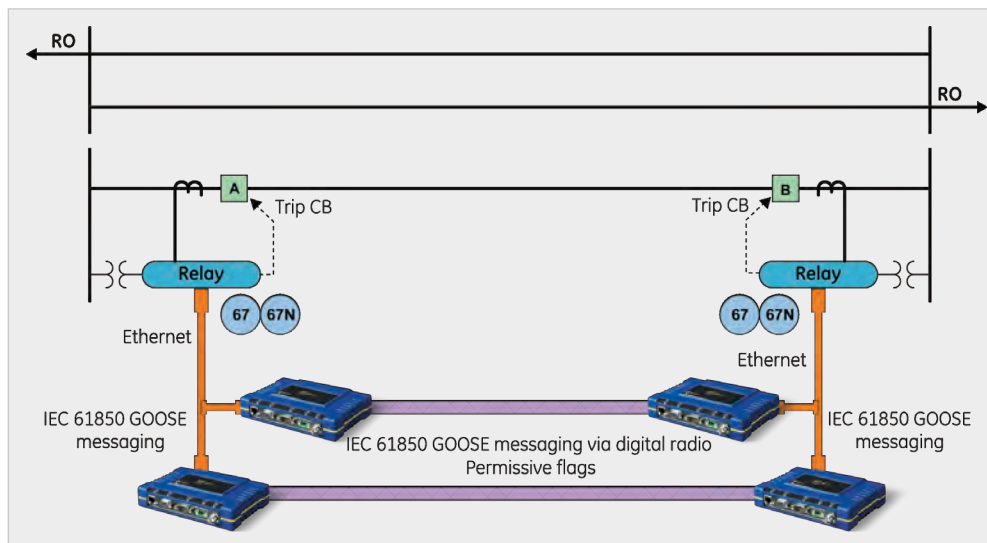 RO
RO
A
B
Trip CB
Trip CB
Relay
Relay
67 67N
67 67N
Ethernet
Ethernet
IEC 61850 GOOSE
messaging
IEC 61850 GOOSE messaging via digital radio
Permissive flags
IEC 61850 GOOSE
messaging